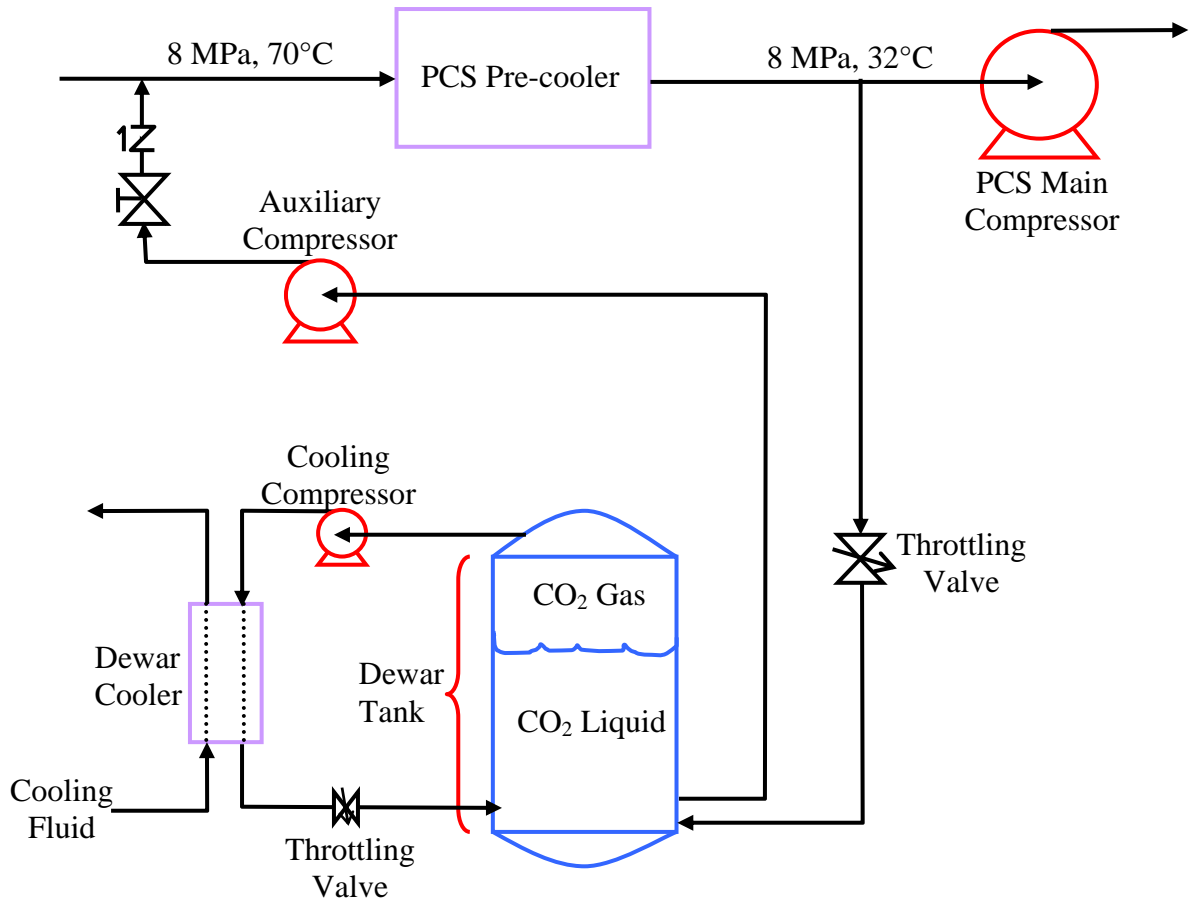 8 MPa, 70°C
PCS Pre-cooler
8 MPa, 32°C
PCS Main
Compressor
Auxiliary
Compressor
Cooling
Compressor
Throttling
Valve
CO₂ Gas
Dewar
Tank
CO₂ Liquid
Dewar
Cooler
Cooling
Fluid
Throttling
Valve